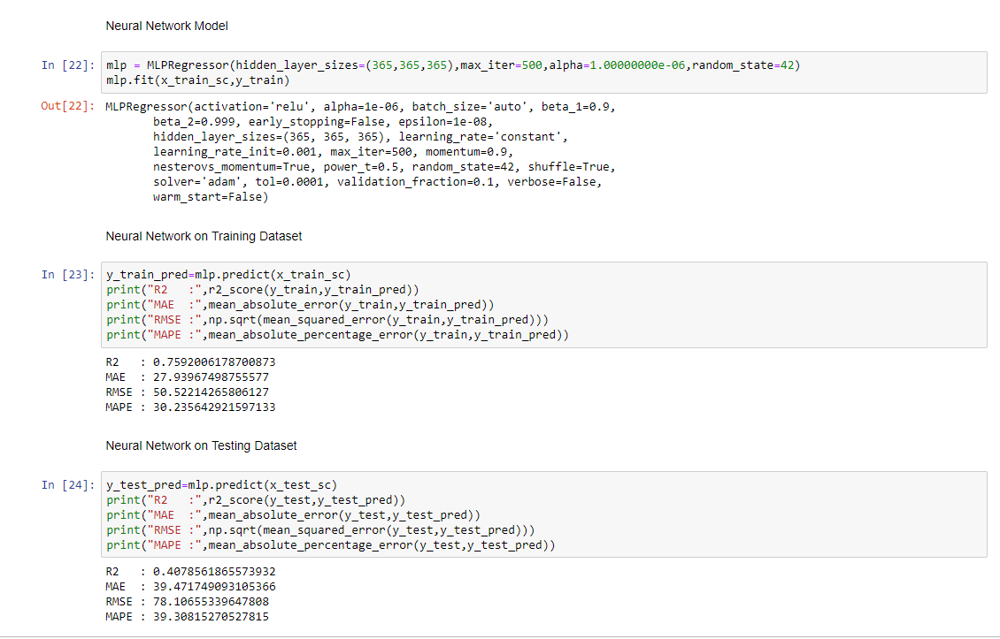 Neural Network Model
In [22]: mlp = MLPRegressor(hidden_layer_sizes=(365,365,365),max_iter=500,alpha=1.00000000e-06,random_state=42)
mlp.fit(x_train_sc,y_train)
Out[22]: MLPRegressor(activation='relu', alpha=1e-06, batch_size='auto', beta_1=0.9,
beta_2=0.999, early_stopping=False, epsilon=1e-08,
hidden_layer_sizes=(365, 365, 365), learning_rate='constant',
learning_rate_init=0.001, max_iter=500, momentum=0.9,
nesterovs_momentum=True, power_t=0.5, random_state=42, shuffle=True,
solver='adam', tol=0.0001, validation_fraction=0.1, verbose=False,
warm_start=False)
Neural Network on Training Dataset
In [23]: y_train_pred=mlp.predict(x_train_sc)
print("R2   :",r2_score(y_train,y_train_pred))
print("MAE  :",mean_absolute_error(y_train,y_train_pred))
print("RMSE :",np.sqrt(mean_squared_error(y_train,y_train_pred)))
print("MAPE :",mean_absolute_percentage_error(y_train,y_train_pred))
R2   : 0.7592006178700873
MAE  : 27.93967498755577
RMSE : 50.52214265806127
MAPE : 30.235642921597133
Neural Network on Testing Dataset
In [24]: y_test_pred=mlp.predict(x_test_sc)
print("R2   :",r2_score(y_test,y_test_pred))
print("MAE  :",mean_absolute_error(y_test,y_test_pred))
print("RMSE :",np.sqrt(mean_squared_error(y_test,y_test_pred)))
print("MAPE :",mean_absolute_percentage_error(y_test,y_test_pred))
R2   : 0.4078561865573932
MAE  : 39.471749093105366
RMSE : 78.10655339647808
MAPE : 39.30815270527815